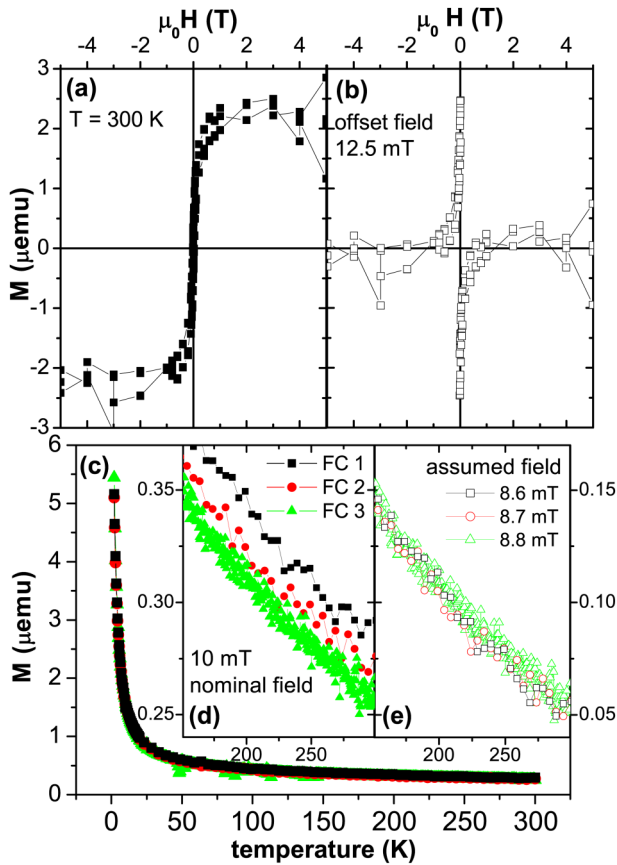 μ₀H (T)
μ₀ H (T)
-4 -2 0 2 4
-4 -2 0 2 4
3
2
1
0
-1
-2
-3
M (μemu)
(a)
T = 300 K
(b)
offset field
12.5 mT
6
5
4
3
2
1
0
M (μemu)
(c)
0.35
0.30
0.25
FC 1
FC 2
FC 3
10 mT
nominal field
(d)
200 250
assumed field
8.6 mT
8.7 mT
8.8 mT
0.15
0.10
0.05
(e)
200 250
0 50 100 150 200 250 300
temperature (K)